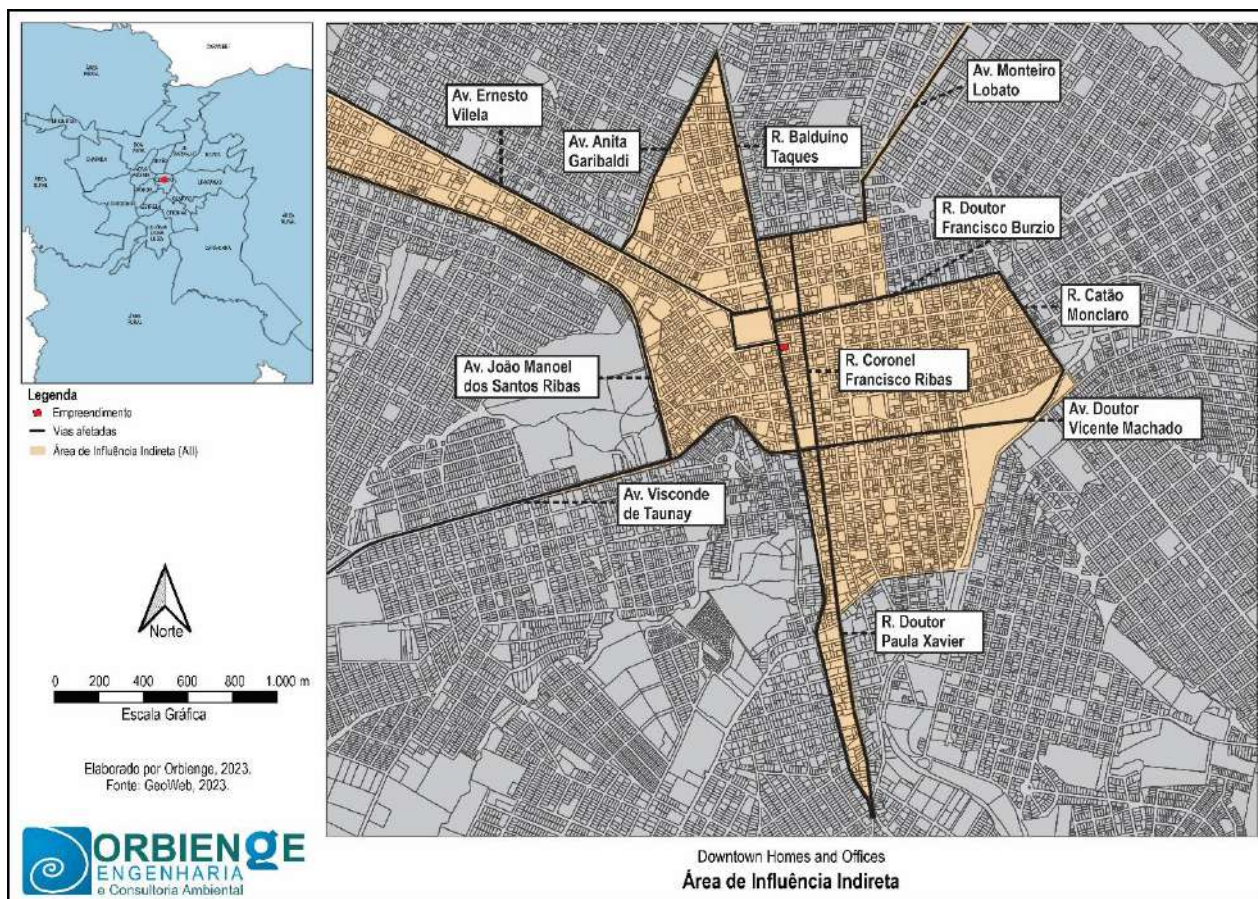 Av. Ernesto
Vilela
Av. Anita
Garibaldi
R. Balduino
Taques
Av. Monteiro
Lobato
R. Doutor
Francisco Burzio
R. Catão
Monclaro
R. Coronel
Francisco Ribas
Av. João Manoel
dos Santos Ribas
Av. Doutor
Vicente Machado
Av. Visconde
de Taunay
R. Doutor
Paula Xavier
Legenda
Empreendimento
Vias afetadas
Área de Influência Indireta (AII)
Norte
0 200 400 600 800 1.000 m
Escala Gráfica
Elaborado por Orbienge, 2023.
Fonte: GeoWeb, 2023.
ORBIENGE
ENGENHARIA
e Consultoria Ambiental
Downtown Homes and Offices
Área de Influência Indireta